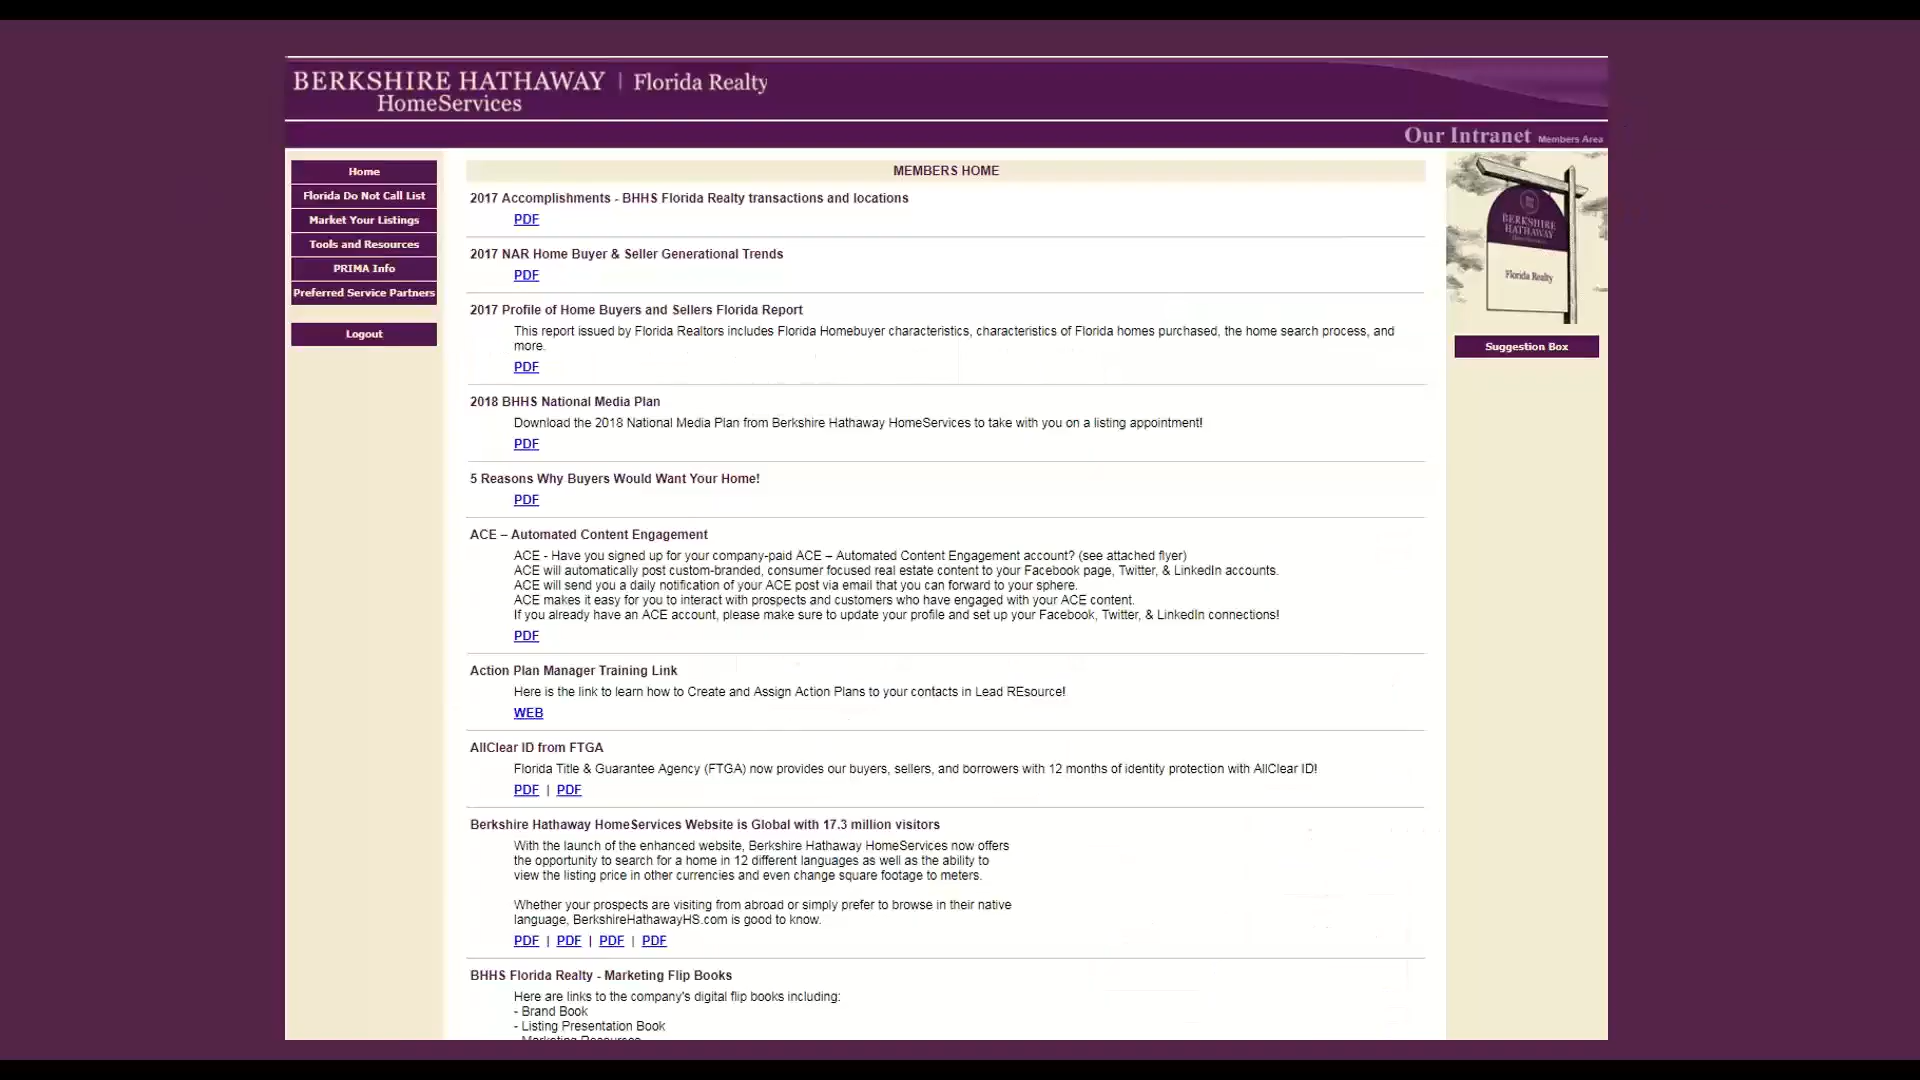 BERKSHIRE HATHAWAY | Florida Realty
HomeServices
Our Intranet Members Area
Home
Florida Do Not Call List
Market Your Listings
Tools and Resources
PRIMA Info
Preferred Service Partners
Logout
MEMBERS HOME
2017 Accomplishments - BHHS Florida Realty transactions and locations
PDF
2017 NAR Home Buyer & Seller Generational Trends
PDF
2017 Profile of Home Buyers and Sellers Florida Report
This report issued by Florida Realtors includes Florida Homebuyer characteristics, characteristics of Florida homes purchased, the home search process, and
more.
PDF
2018 BHHS National Media Plan
Download the 2018 National Media Plan from Berkshire Hathaway HomeServices to take with you on a listing appointment!
PDF
5 Reasons Why Buyers Would Want Your Home!
PDF
ACE – Automated Content Engagement
ACE - Have you signed up for your company-paid ACE – Automated Content Engagement account? (see attached flyer)
ACE will automatically post custom-branded, consumer focused real estate content to your Facebook page, Twitter, & LinkedIn accounts.
ACE will send you a daily notification of your ACE post via email that you can forward to your sphere.
ACE makes it easy for you to interact with prospects and customers who have engaged with your ACE content.
If you already have an ACE account, please make sure to update your profile and set up your Facebook, Twitter, & LinkedIn connections!
PDF
Action Plan Manager Training Link
Here is the link to learn how to Create and Assign Action Plans to your contacts in Lead REsource!
WEB
AllClear ID from FTGA
Florida Title & Guarantee Agency (FTGA) now provides our buyers, sellers, and borrowers with 12 months of identity protection with AllClear ID!
PDF | PDF
Berkshire Hathaway HomeServices Website is Global with 17.3 million visitors
With the launch of the enhanced website, Berkshire Hathaway HomeServices now offers
the opportunity to search for a home in 12 different languages as well as the ability to
view the listing price in other currencies and even change square footage to meters.
Whether your prospects are visiting from abroad or simply prefer to browse in their native
language, BerkshireHathawayHS.com is good to know.
PDF | PDF | PDF | PDF
BHHS Florida Realty - Marketing Flip Books
Here are links to the company's digital flip books including:
- Brand Book
- Listing Presentation Book
- Marketing Resources
BERKSHIRE
HATHAWAY
Florida Realty
Suggestion Box